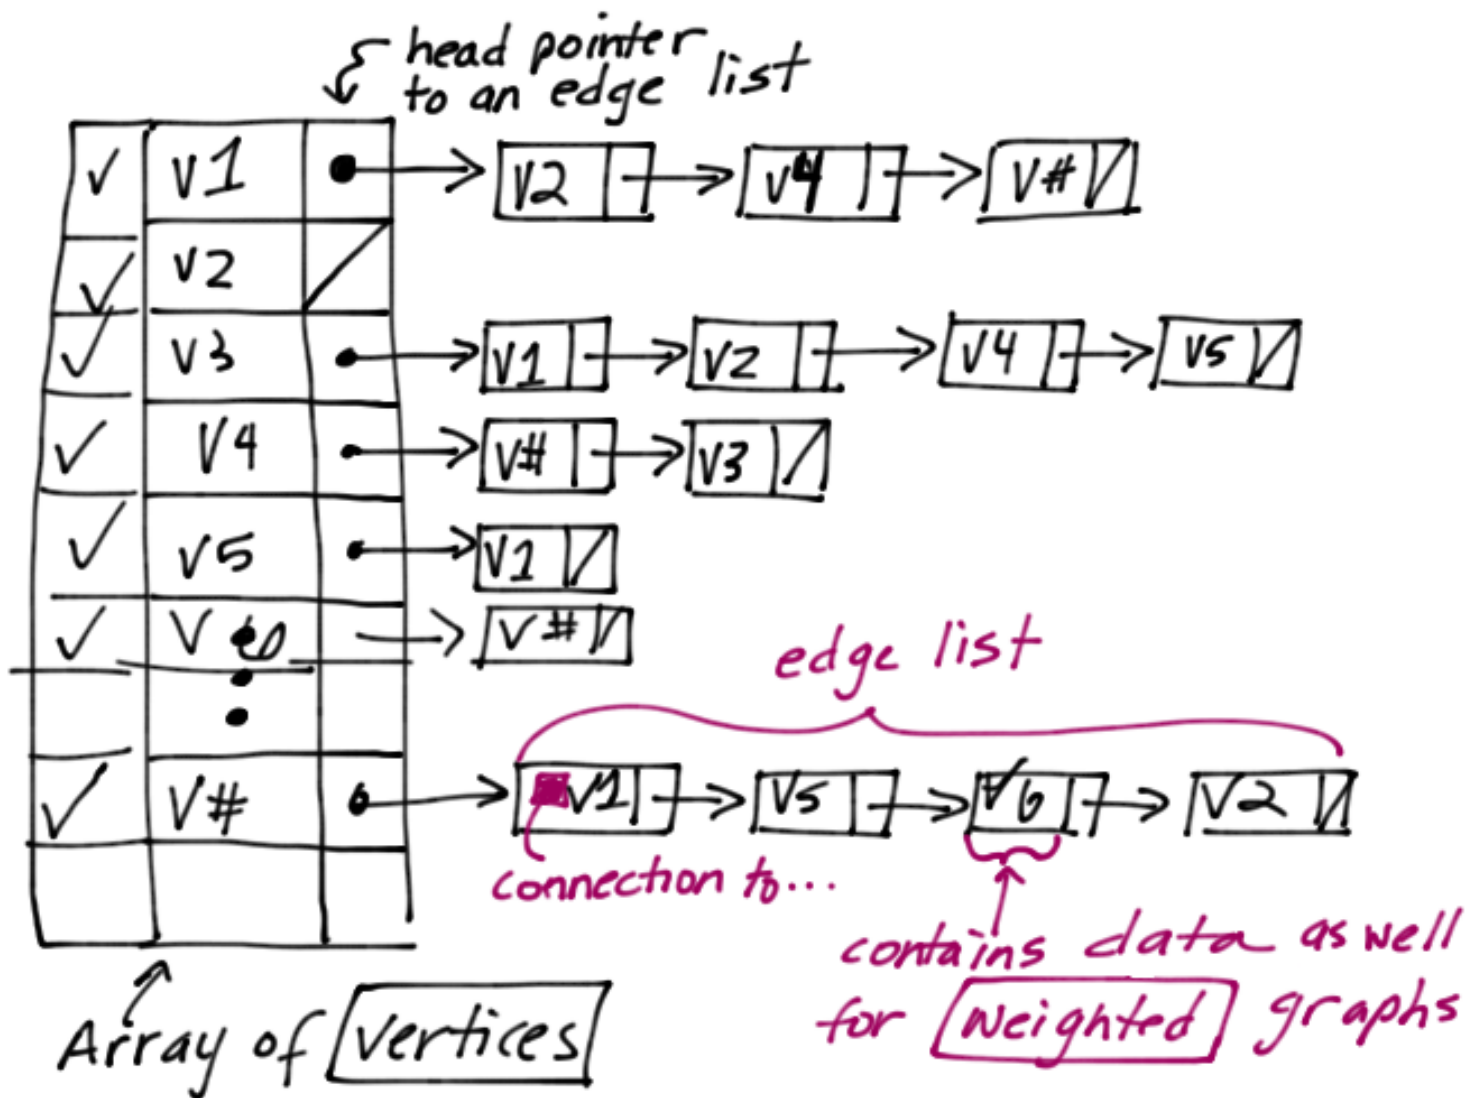 head pointer
to an edge list
✓ v1 v2 v4 v#
✓ v2
✓ v3 v1 v2 v4 v5
✓ v4 v# v3
✓ v5 v1
✓ v6 v#
✓ v# v1 v5 v6 v2
edge list
connection to...
contains data as well
for weighted graphs
Array of vertices